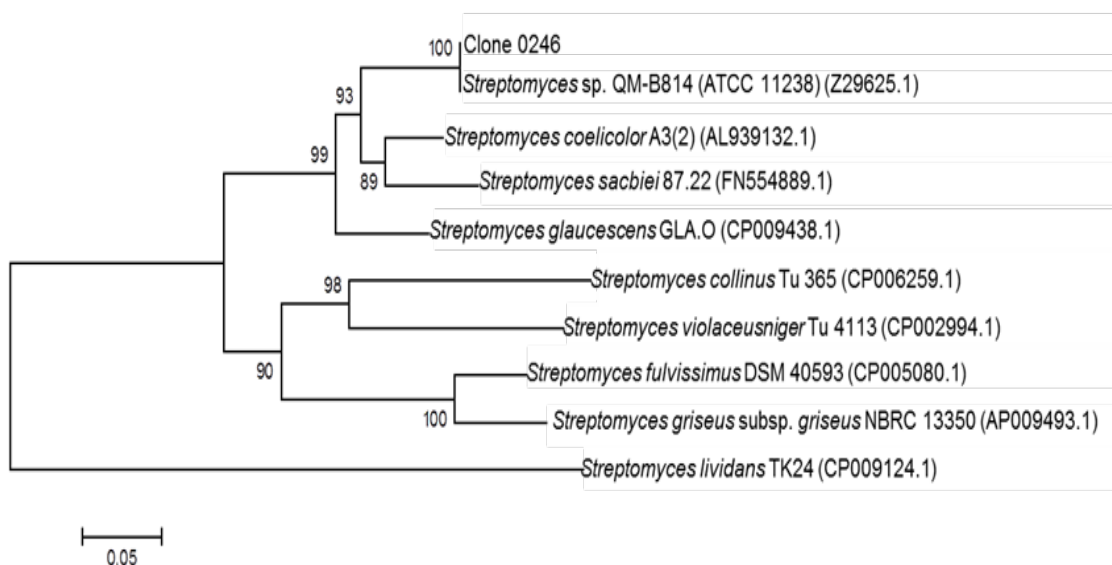 100 Clone 0246
Streptomyces sp. QM-B814 (ATCC 11238) (Z29625.1)
93
Streptomyces coelicolor A3(2) (AL939132.1)
99
89
Streptomyces sacbiei 87.22 (FN554889.1)
Streptomyces glaucescens GLA.O (CP009438.1)
98
Streptomyces collinus Tu 365 (CP006259.1)
Streptomyces violaceusniger Tu 4113 (CP002994.1)
90
Streptomyces fulvissimus DSM 40593 (CP005080.1)
100
Streptomyces griseus subsp. griseus NBRC 13350 (AP009493.1)
Streptomyces lividans TK24 (CP009124.1)
0.05